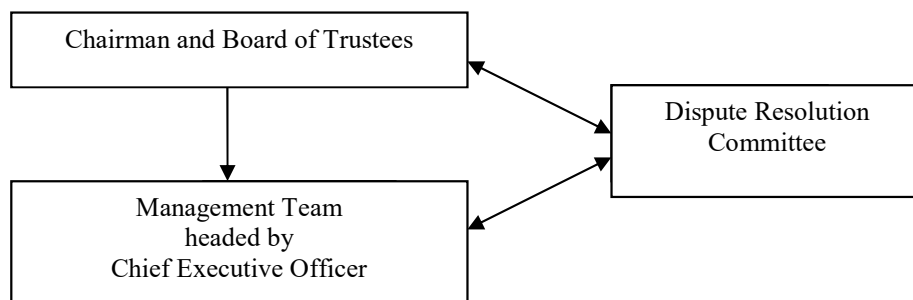 Chairman and Board of Trustees
Dispute Resolution
Committee
Management Team
headed by
Chief Executive Officer